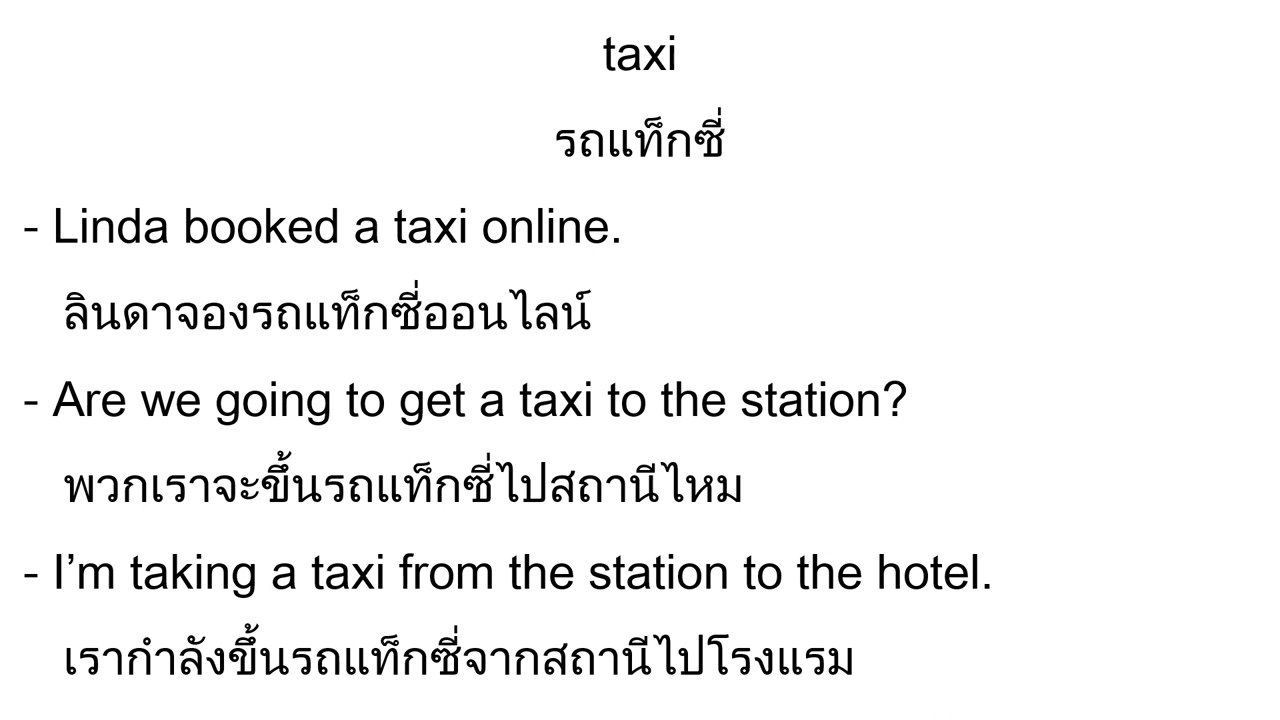 taxi
รถแท็กซี่
- Linda booked a taxi online.
ลินดาจองรถแท็กซี่ออนไลน์
- Are we going to get a taxi to the station?
พวกเราจะขึ้นรถแท็กซี่ไปสถานีไหม
- I’m taking a taxi from the station to the hotel.
เรากำลังขึ้นรถแท็กซี่จากสถานีไปโรงแรม